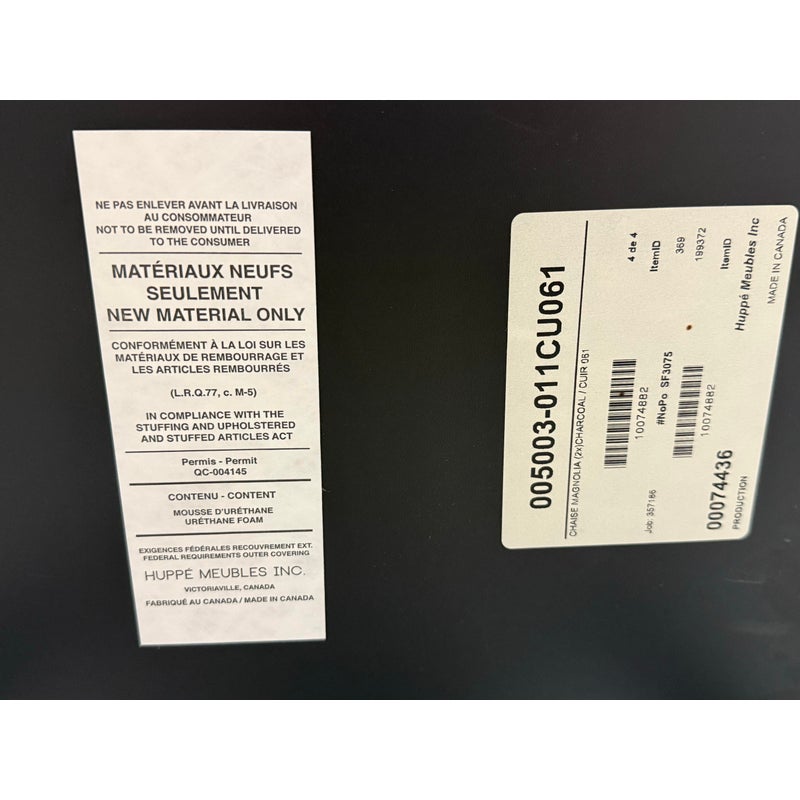 NE PAS ENLEVER AVANT LA LIVRAISON
AU CONSOMMATEUR
NOT TO BE REMOVED UNTIL DELIVERED
TO THE CONSUMER
MATÉRIAUX NEUFS
SEULEMENT
NEW MATERIAL ONLY
CONFORMÉMENT À LA LOI SUR LES
MATÉRIAUX DE REMBOURRAGE ET
LES ARTICLES REMBOURRÉS
(L.R.Q.77, c. M-5)
IN COMPLIANCE WITH THE
STUFFING AND UPHOLSTERED
AND STUFFED ARTICLES ACT
Permis - Permit
QC-004145
CONTENU - CONTENT
MOUSSE D'URÉTHANE
URÉTHANE FOAM
EXIGENCES FÉDÉRALES RECOUVREMENT EXT.
FEDERAL REQUIREMENTS OUTER COVERING
HUPPÉ MEUBLES INC.
VICTORIAVILLE, CANADA
FABRIQUÉ AU CANADA / MADE IN CANADA
005003-011CU061
CHAISE MAGNOLIA (2x)CHARCOAL / CUIR 061
4 de 4
10074882
Job: 357166
ItemID
#NoPo SF3075
369
199372
10074882
ItemID
00074436
PRODUCTION
Huppé Meubles Inc
MADE IN CANADA